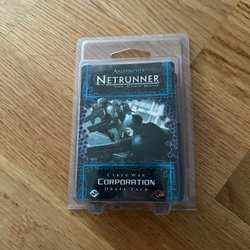 ANDROID
NETRUNNER
THE CARD GAME
CYBER WAR
CORPORATION
DRAFT PACK